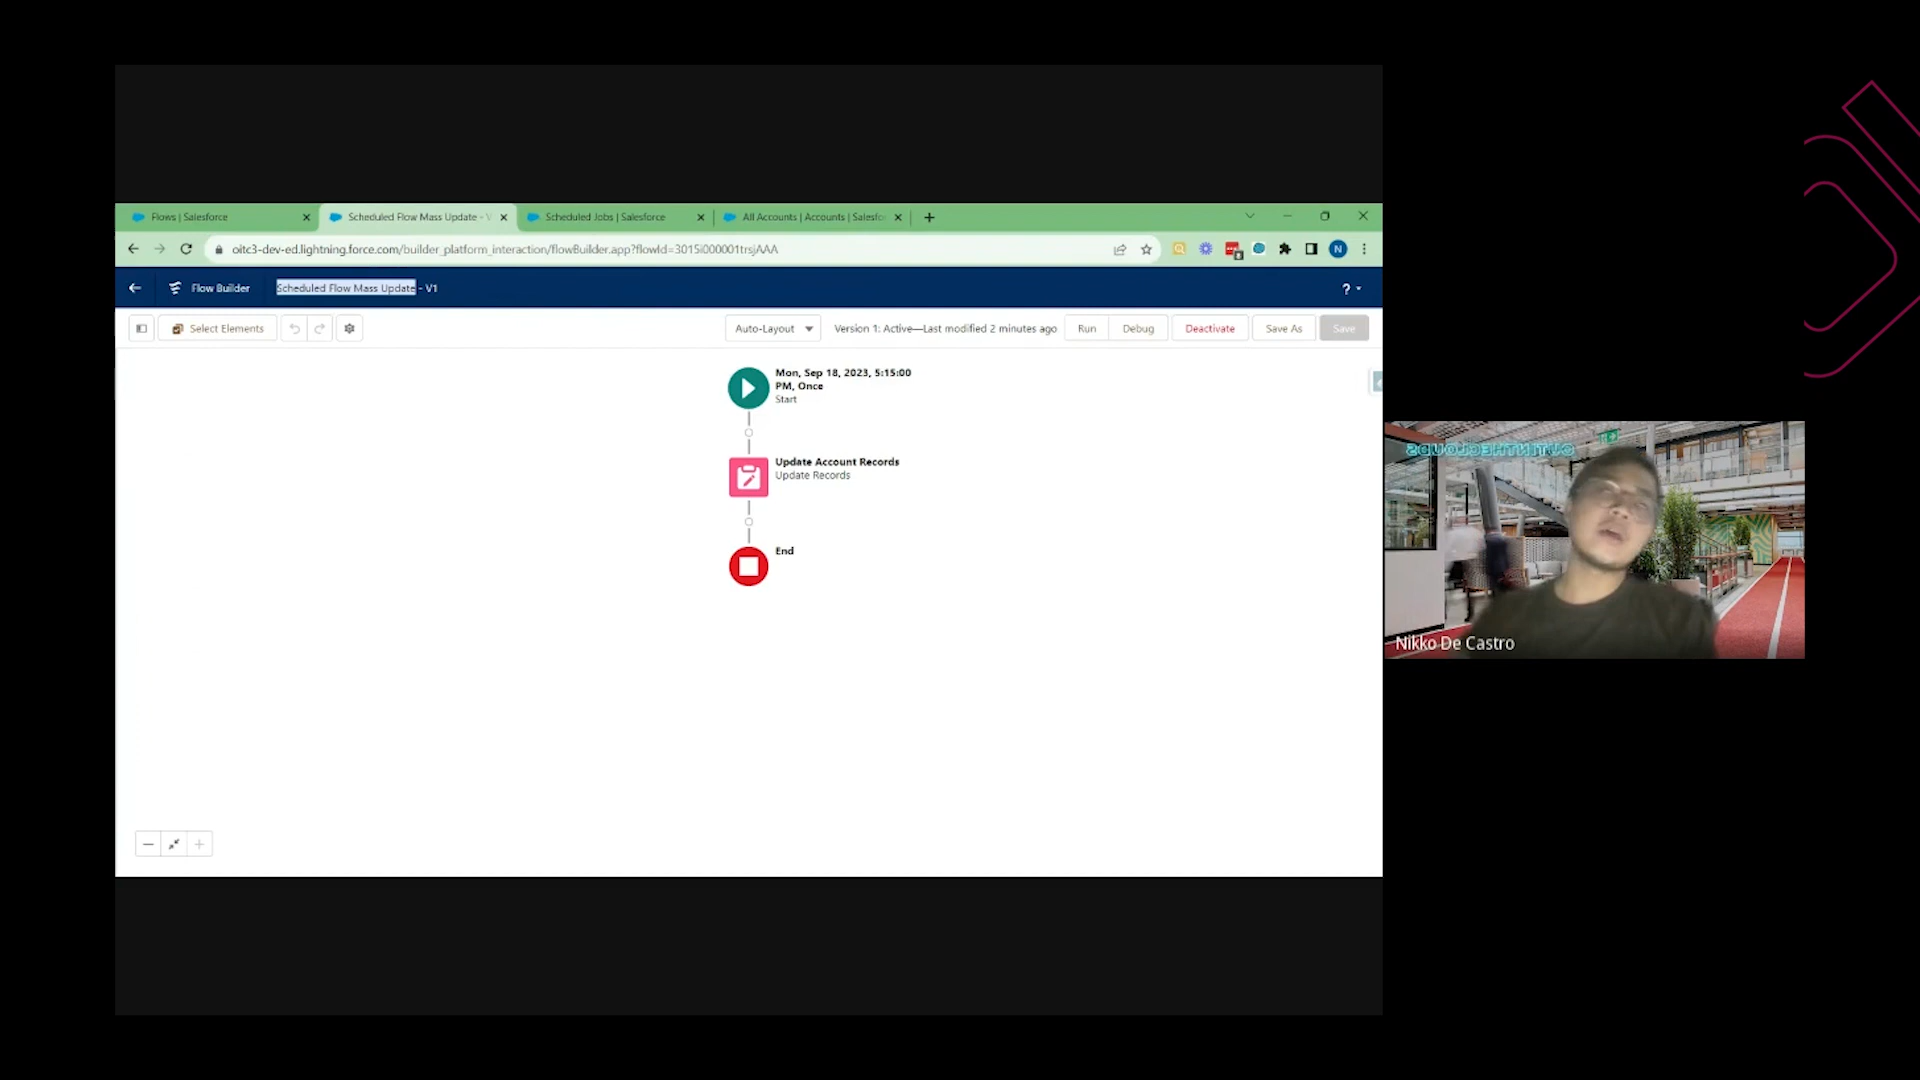 Flows | Salesforce
Scheduled Flow Mass Update - V
Scheduled Jobs | Salesforce
All Accounts | Accounts | Salesfo
oitc3-dev-ed.lightning.force.com/builder_platform_interaction/flowBuilder.app?flowId=3015i000001trsjAAA
N
Flow Builder
Scheduled Flow Mass Update - V1
?
Select Elements
Auto-Layout
Version 1: Active—Last modified 2 minutes ago
Run
Debug
Deactivate
Save As
Save
Mon, Sep 18, 2023, 5:15:00
PM, Once
Start
Update Account Records
Update Records
End
OUTINTHECLOUDS
Nikko De Castro